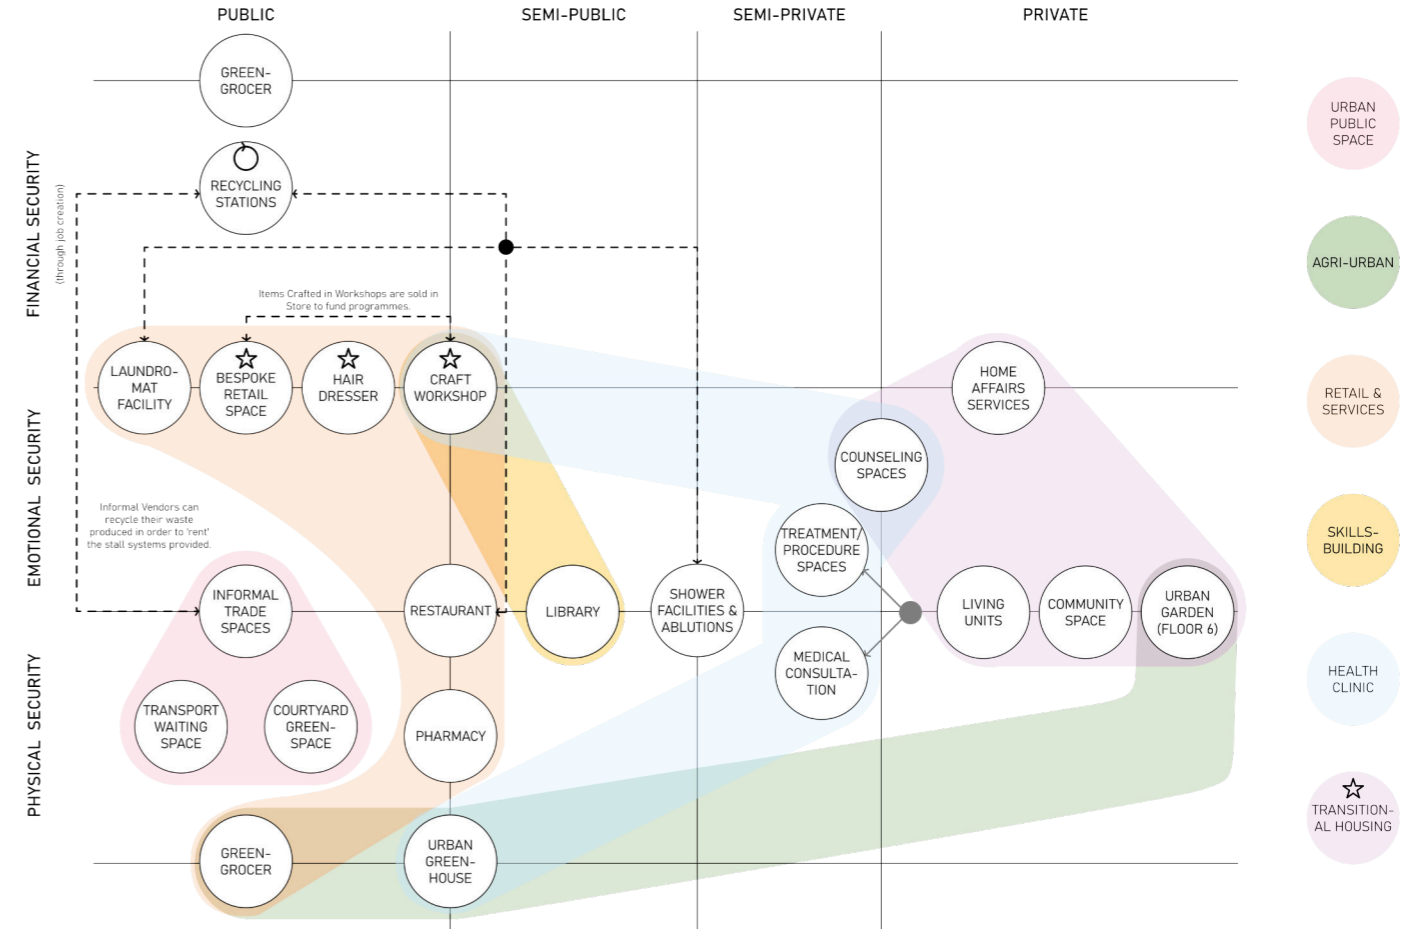 PUBLIC
SEMI-PUBLIC
SEMI-PRIVATE
PRIVATE
FINANCIAL SECURITY
(through job creation)
EMOTIONAL SECURITY
PHYSICAL SECURITY
GREEN-
GROCER
RECYCLING
STATIONS
Items Crafted in Workshops are sold in
Store to fund programmes.
LAUNDRO-
MAT
FACILITY
BESPOKE
RETAIL
SPACE
HAIR
DRESSER
CRAFT
WORKSHOP
HOME
AFFAIRS
SERVICES
COUNSELING
SPACES
Informal Vendors can
recycle their waste
produced in order to 'rent'
the stall systems provided.
TREATMENT/
PROCEDURE
SPACES
INFORMAL
TRADE
SPACES
RESTAURANT
LIBRARY
SHOWER
FACILITIES &
ABLUTIONS
LIVING
UNITS
COMMUNITY
SPACE
URBAN
GARDEN
(FLOOR 6)
MEDICAL
CONSULTA-
TION
TRANSPORT
WAITING
SPACE
COURTYARD
GREEN-
SPACE
PHARMACY
GREEN-
GROCER
URBAN
GREEN-
HOUSE
URBAN
PUBLIC
SPACE
AGRI-URBAN
RETAIL &
SERVICES
SKILLS-
BUILDING
HEALTH
CLINIC
TRANSITION-
AL HOUSING